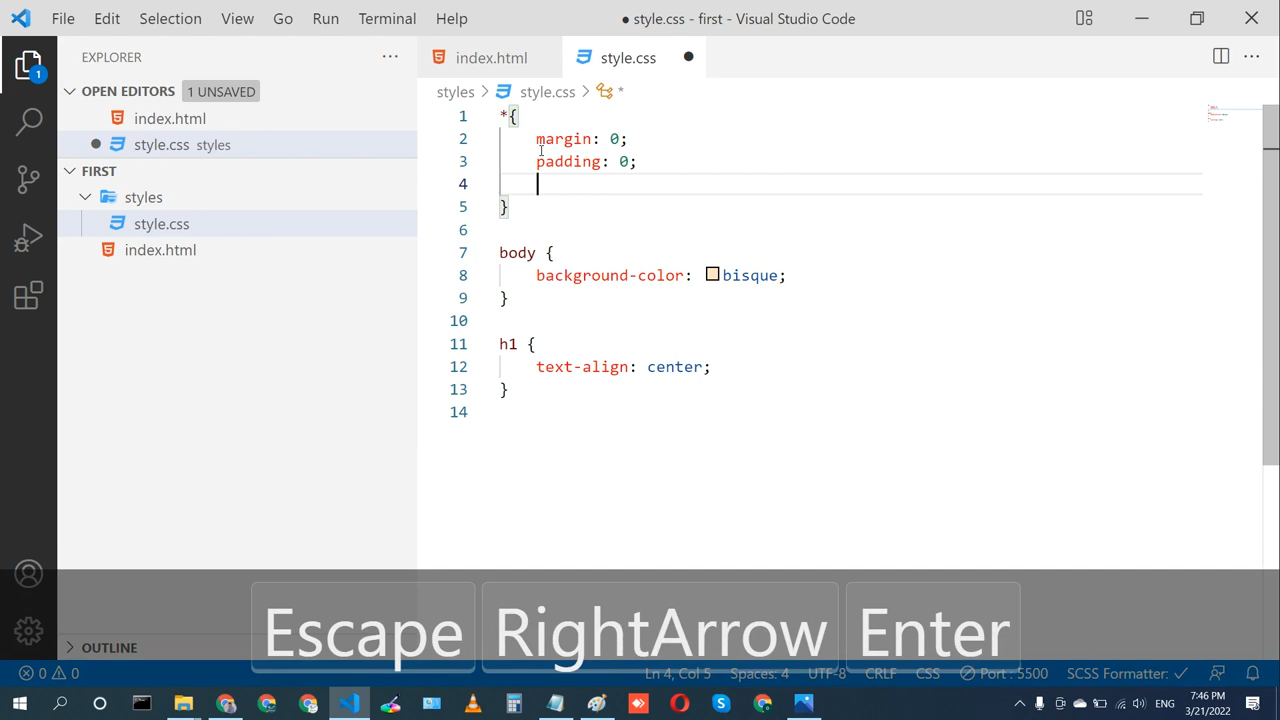 File Edit Selection View Go Run Terminal Help
● style.css - first - Visual Studio Code
EXPLORER
index.html
style.css
OPEN EDITORS 1 UNSAVED
styles > style.css > *
index.html
style.css styles
FIRST
styles
style.css
index.html
1
1 *{
2 margin: 0;
3 padding: 0;
4
5 }
6
7 body {
8 background-color: bisque;
9 }
10
11 h1 {
12 text-align: center;
13 }
14
Escape RightArrow Enter
OUTLINE
0 0
Ln 4, Col 5 Spaces: 4 UTF-8 CRLF CSS Port : 5500 SCSS Formatter: ✓
ENG
7:46 PM
3/21/2022